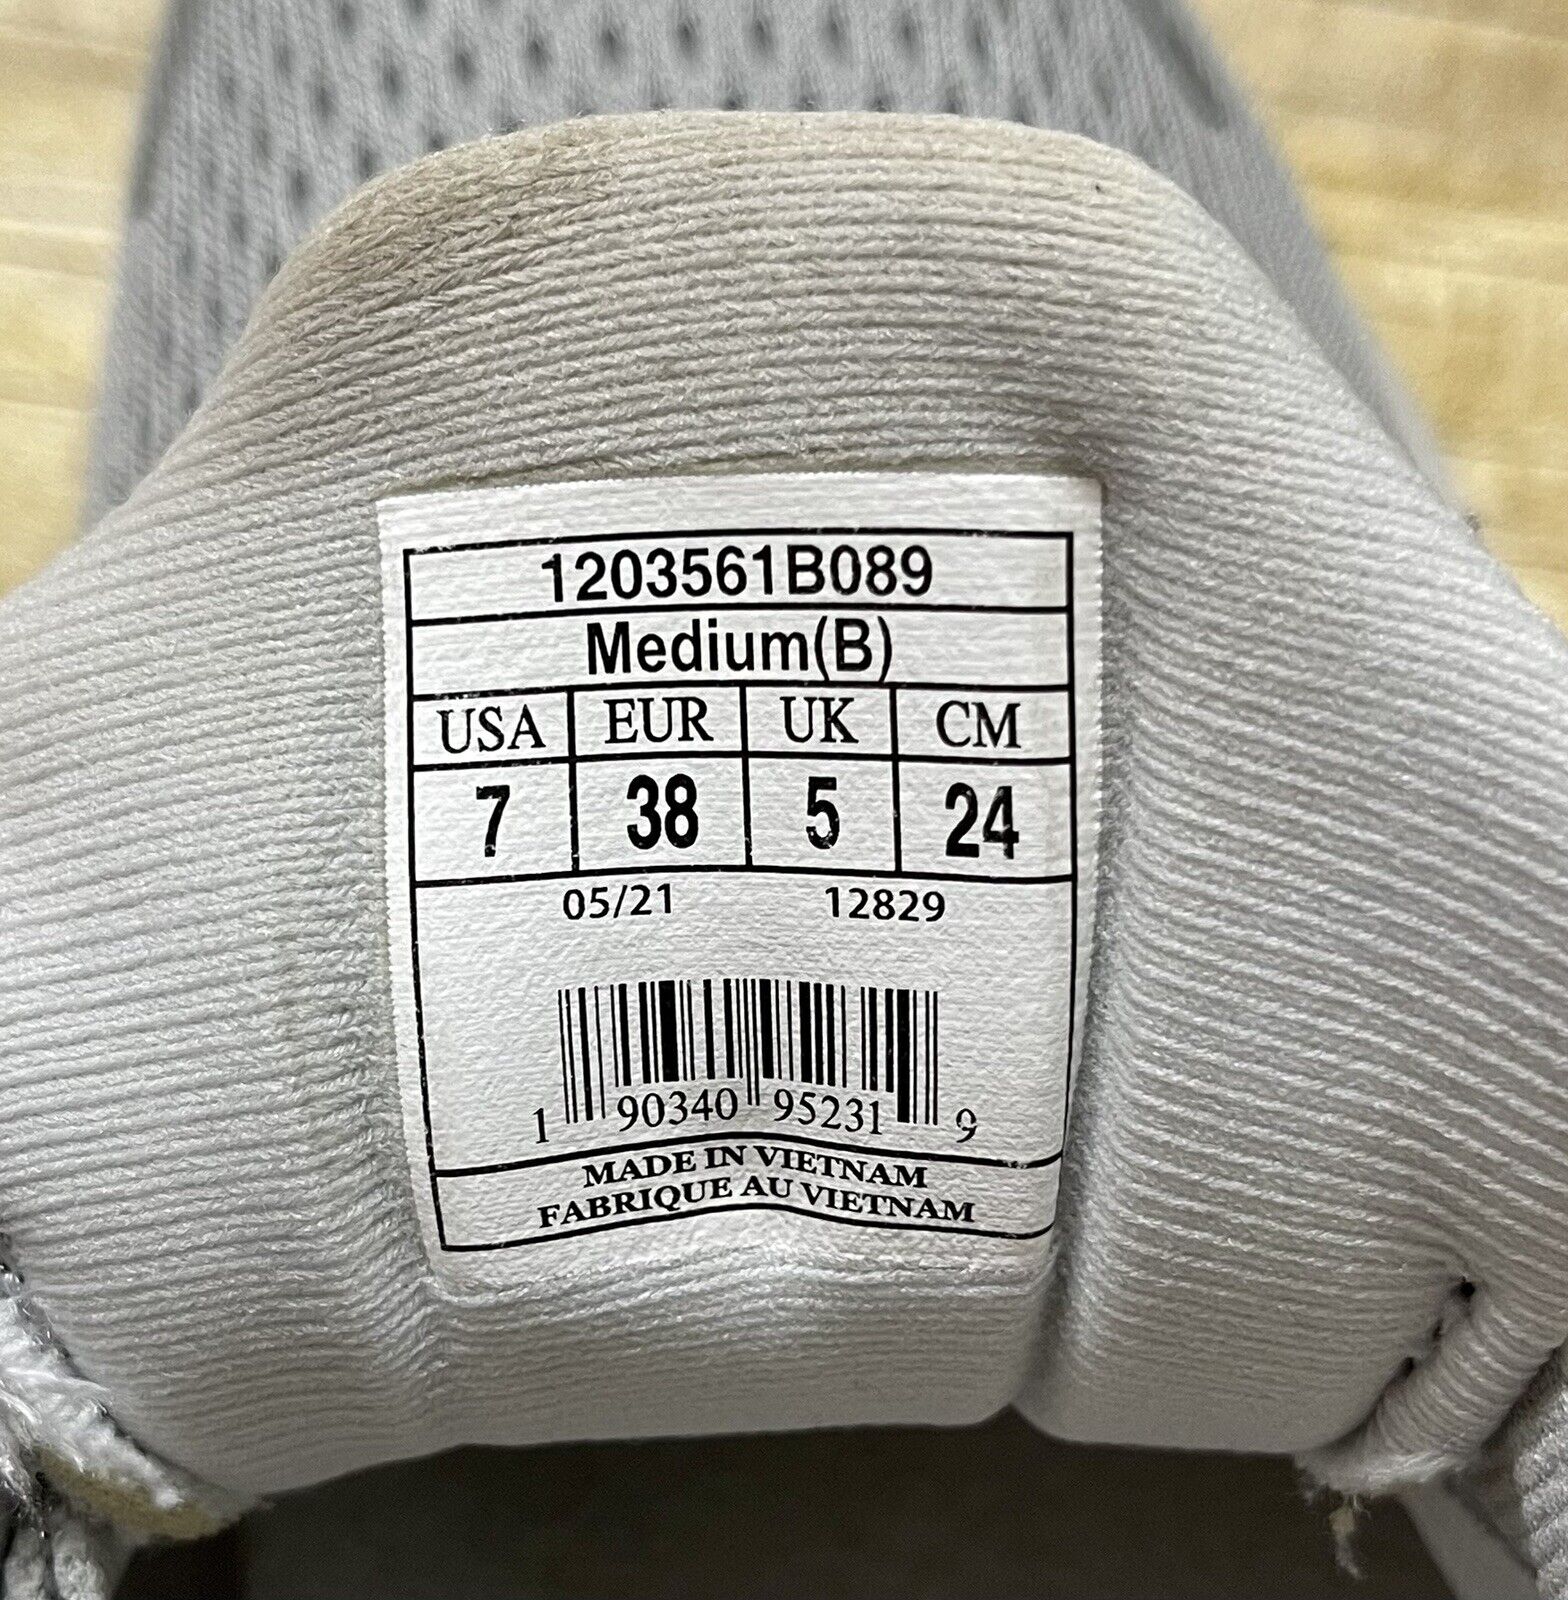 1203561B089
Medium(B)
USA EUR UK CM
7 38 5 24
05/21 12829
1 90340 95231 9
MADE IN VIETNAM
FABRIQUE AU VIETNAM